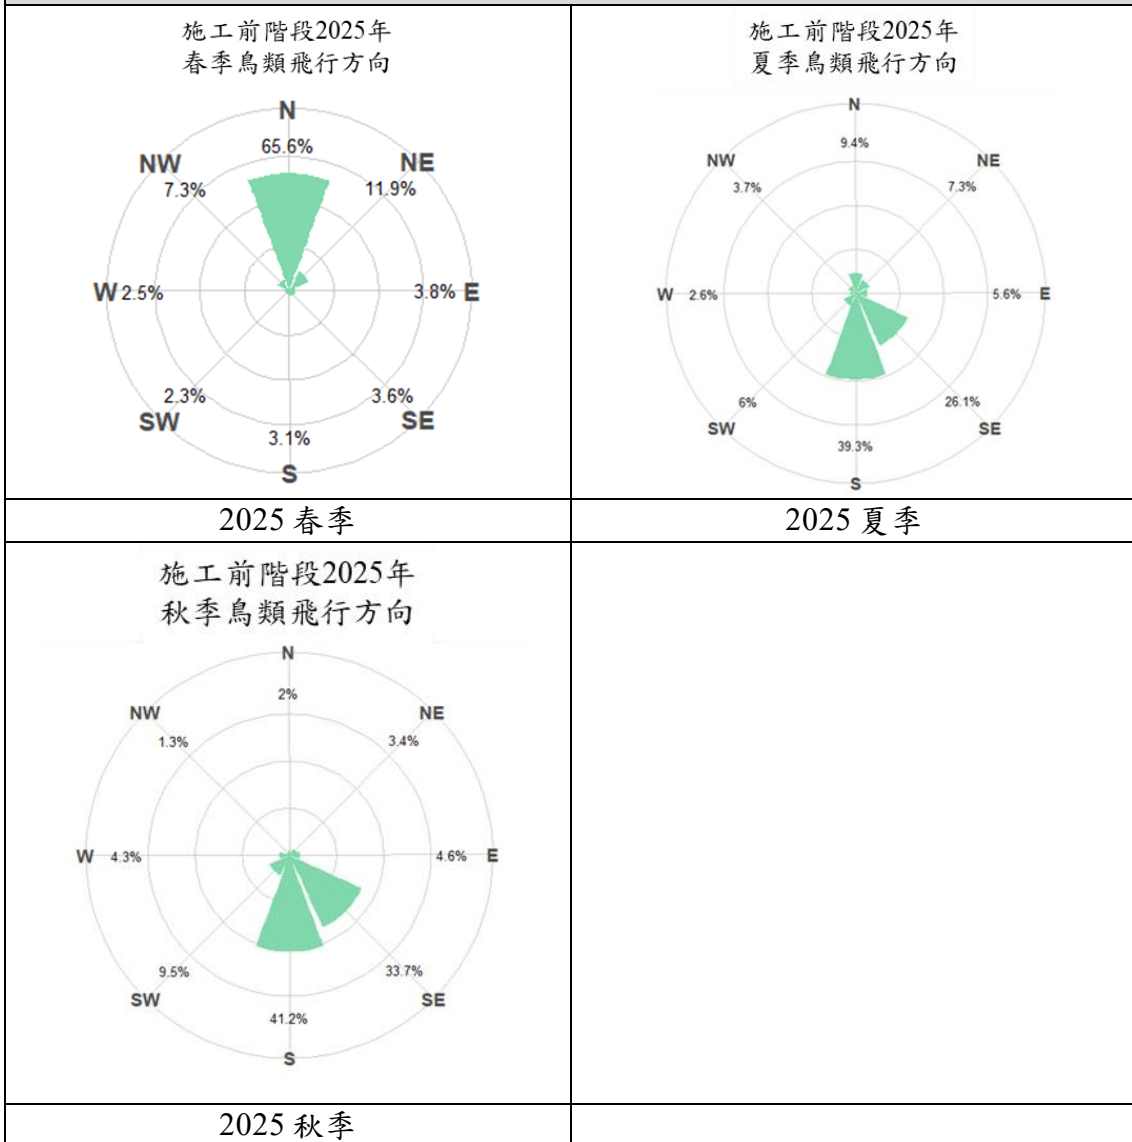 施工前階段2025年
春季鳥類飛行方向
N
65.6%
NW
NE
7.3%
11.9%
W 2.5%
3.8% E
2.3%
3.6%
SW
SE
3.1%
S
施工前階段2025年
夏季鳥類飛行方向
N
9.4%
NW
NE
3.7%
7.3%
W 2.6%
5.6% E
6%
26.1%
SW
SE
39.3%
S
2025 春季
2025 夏季
施工前階段2025年
秋季鳥類飛行方向
N
2%
NW
NE
1.3%
3.4%
W 4.3%
4.6% E
9.5%
33.7%
SW
SE
41.2%
S
2025 秋季